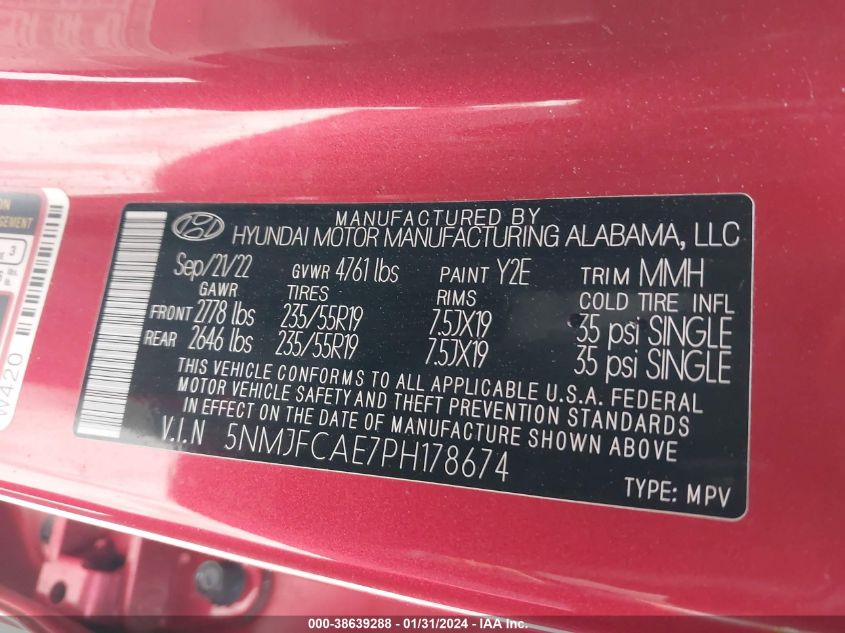 MANUFACTURED BY
HYUNDAI MOTOR MANUFACTURING ALABAMA, LLC
Sep/21/22 GVWR 4761 lbs PAINT Y2E TRIM MMH
GAWR TIRES RIMS COLD TIRE INFL
FRONT 2778 lbs 235/55R19 7.5JX19 35 psi SINGLE
REAR 2646 lbs 235/55R19 7.5JX19 35 psi SINGLE
THIS VEHICLE CONFORMS TO ALL APPLICABLE U.S.A. FEDERAL
MOTOR VEHICLE SAFETY AND THEFT PREVENTION STANDARDS
IN EFFECT ON THE DATE OF MANUFACTURE SHOWN ABOVE.
V.I.N 5NMJFCAE7PH178674
TYPE: MPV
W420
3
lbs.
000-38639288 - 01/31/2024 - IAA Inc.